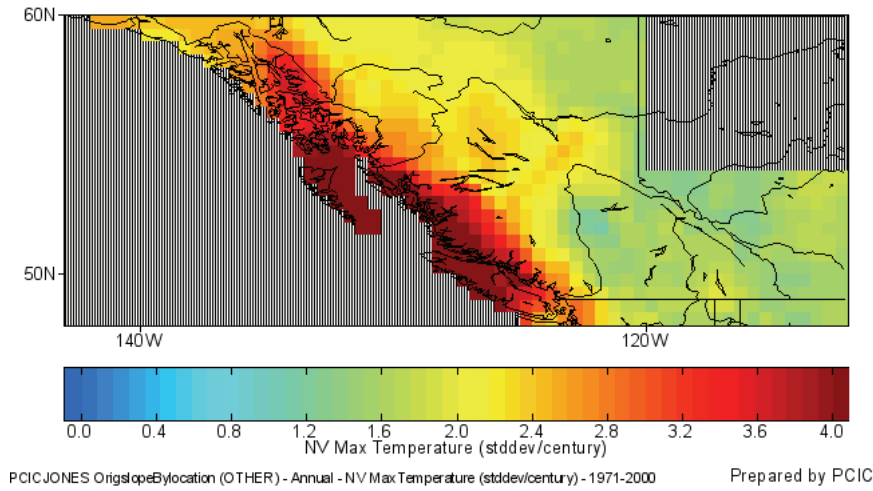 60N
50N
140W 120W
0.0 0.4 0.8 1.2 1.6 2.0 2.4 2.8 3.2 3.6 4.0
NV Max Temperature (stddev/century)
PCIC JONES OrigslopeBylocation (OTHER) - Annual - NV Max Temperature (stddev/century) - 1971-2000 Prepared by PCIC